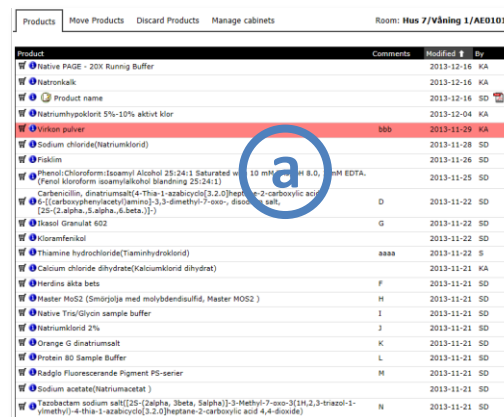 Products Move Products Discard Products Manage cabinets Room: Hus 7/Våning 1/AE0101
Product Comments Modified By
Native PAGE - 20X Runnig Buffer 2013-12-16 KA
Natronkalk 2013-12-16 KA
Product name 2013-12-16 SD
Natriumhypoklorit 5%-10% aktivt klor 2013-12-04 KA
Virkon pulver bbb 2013-11-29 KA
Sodium chloride(Natriumklorid) 2013-11-28 SD
Fisklim 2013-11-26 SD
Phenol:Chloroform:Isoamyl Alcohol 25:24:1 Saturated with 10 mM 8.0, mM EDTA.
(Fenol kloroform isoamylalkohol blandning 25:24:1) 2013-11-25 SD
Carbenicillin, dinatriumsalt(4-Thia-1-azabicyclo[3.2.0]heptane-2-carboxylic acid
6-[(carboxyphenylacetyl)amino]-3,3-dimethyl-7-oxo-, disodium salt, D 2013-11-22 SD
[2S-(2.alpha.,5.alpha.,6.beta.)]-)
Ikasol Granulat 602 G 2013-11-22 SD
Kloramfenikol 2013-11-22 SD
Thiamine hydrochloride(Tiaminhydroklorid) aaaa 2013-11-22 S
Calcium chloride dihydrate(Kalciumklorid dihydrat) 2013-11-21 KA
Herdins äkta bets F 2013-11-21 SD
Master MoS2 (Smörjolja med molybdendisulfid, Master MOS2 ) H 2013-11-21 SD
Native Tris/Glycin sample buffer I 2013-11-21 SD
Natriumklorid 2% J 2013-11-21 SD
Orange G dinatriumsalt K 2013-11-21 SD
Protein 80 Sample Buffer L 2013-11-21 SD
Radglo Fluorescerande Pigment PS-serier M 2013-11-21 SD
Sodium acetate(Natriumacetat ) 2013-11-21 SD
Tazobactam sodium salt([2S-(2alpha, 3beta, 5alpha)]-3-Methyl-7-oxo-3(1H,2,3-triazol-1-
ylmethyl)-4-thia-1-azabicyclo[3.2.0]heptane-2-carboxylic acid 4,4-dioxide) N 2013-11-21 SD
a